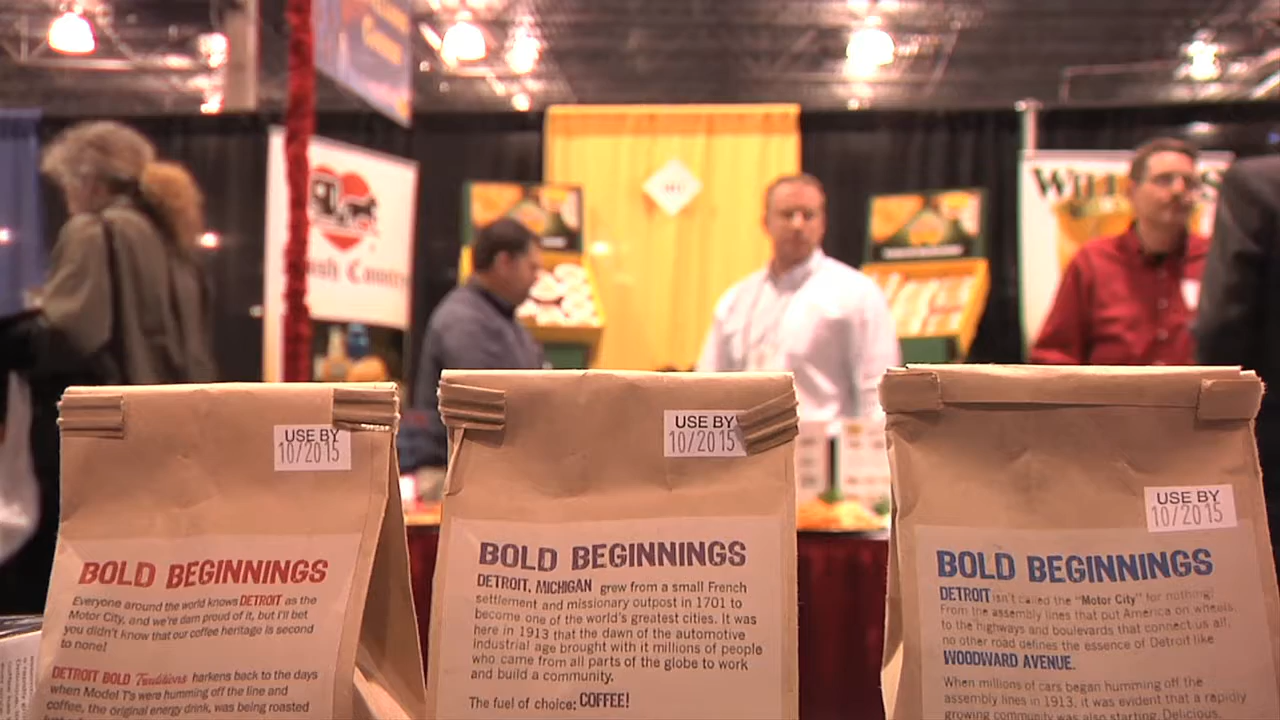 USE BY
10/2015
BOLD BEGINNINGS
Everyone around the world knows DETROIT as the
Motor City, and we're darn proud of it, but I'll bet
you didn't know that our coffee heritage is second
to none!
DETROIT BOLD Traditions harkens back to the days
when Model T's were humming off the line and
coffee, the original energy drink, was being roasted
USE BY
10/2015
BOLD BEGINNINGS
DETROIT, MICHIGAN grew from a small French
settlement and missionary outpost in 1701 to
become one of the world's greatest cities. It was
here in 1913 that the dawn of the automotive
industrial age brought with it millions of people
who came from all parts of the globe to work
and build a community.
The fuel of choice: COFFEE!
USE BY
10/2015
BOLD BEGINNINGS
DETROIT isn't called the "Motor City" for nothing!
From the assembly lines that put America on wheels,
to the highways and boulevards that connect us all,
no other road defines the essence of Detroit like
WOODWARD AVENUE.
When millions of cars began humming off the
assembly lines in 1913, it was evident that a rapidly
growing community was also starting. Delicious,